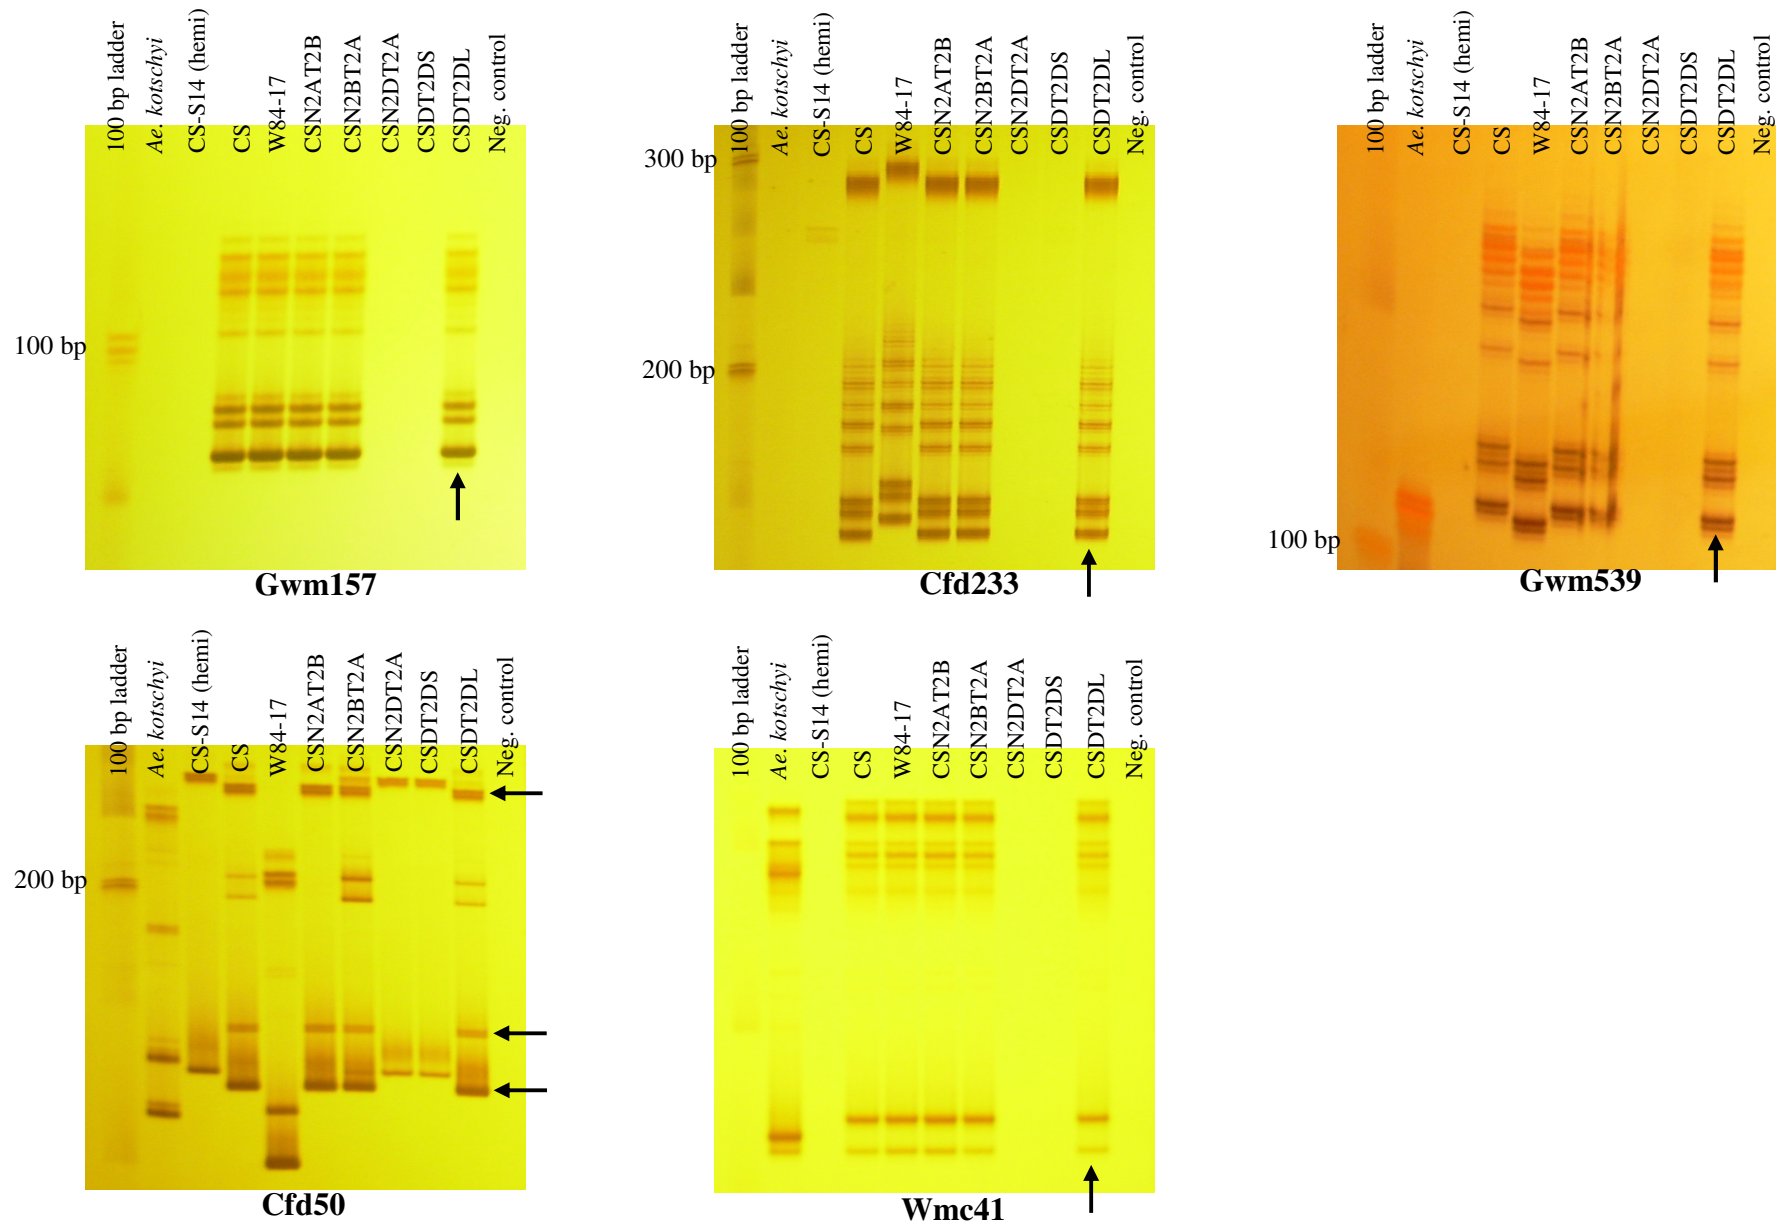 100 bp ladder
Ae. kotschyi
CS-S14 (hemi)
CS
W84-17
CSN2AT2B
CSN2BT2A
CSN2DT2A
CSDT2DS
CSDT2DL
Neg. control
100 bp
Gwm157
100 bp ladder
Ae. kotschyi
CS-S14 (hemi)
CS
W84-17
CSN2AT2B
CSN2BT2A
CSN2DT2A
CSDT2DS
CSDT2DL
Neg. control
300 bp
200 bp
Cfd233
100 bp ladder
Ae. kotschyi
CS-S14 (hemi)
CS
W84-17
CSN2AT2B
CSN2BT2A
CSN2DT2A
CSDT2DS
CSDT2DL
Neg. control
100 bp
Gwm539
100 bp ladder
Ae. kotschyi
CS-S14 (hemi)
CS
W84-17
CSN2AT2B
CSN2BT2A
CSN2DT2A
CSDT2DS
CSDT2DL
Neg. control
200 bp
Cfd50
100 bp ladder
Ae. kotschyi
CS-S14 (hemi)
CS
W84-17
CSN2AT2B
CSN2BT2A
CSN2DT2A
CSDT2DS
CSDT2DL
Neg. control
Wmc41